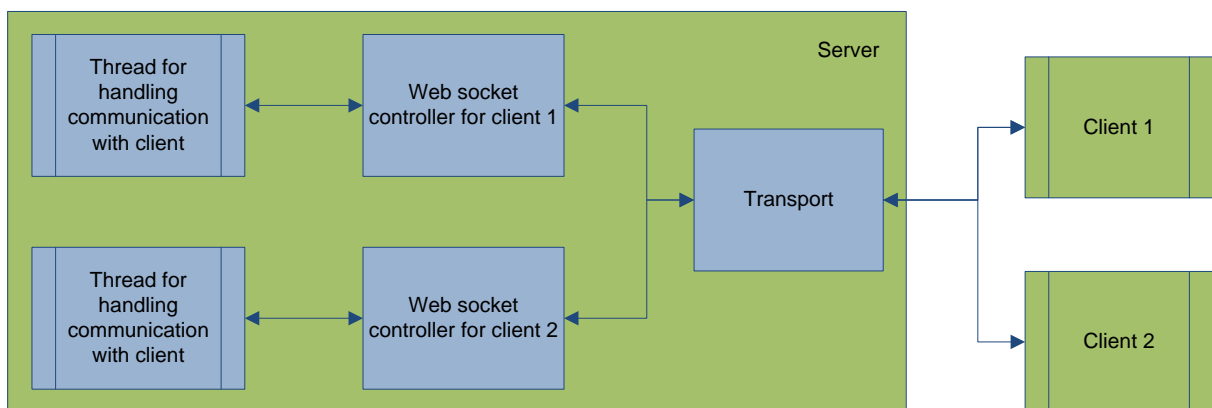 Server
Thread for
handling
communication
with client
Web socket
controller for client 1
Transport
Client 1
Thread for
handling
communication
with client
Web socket
controller for client 2
Client 2